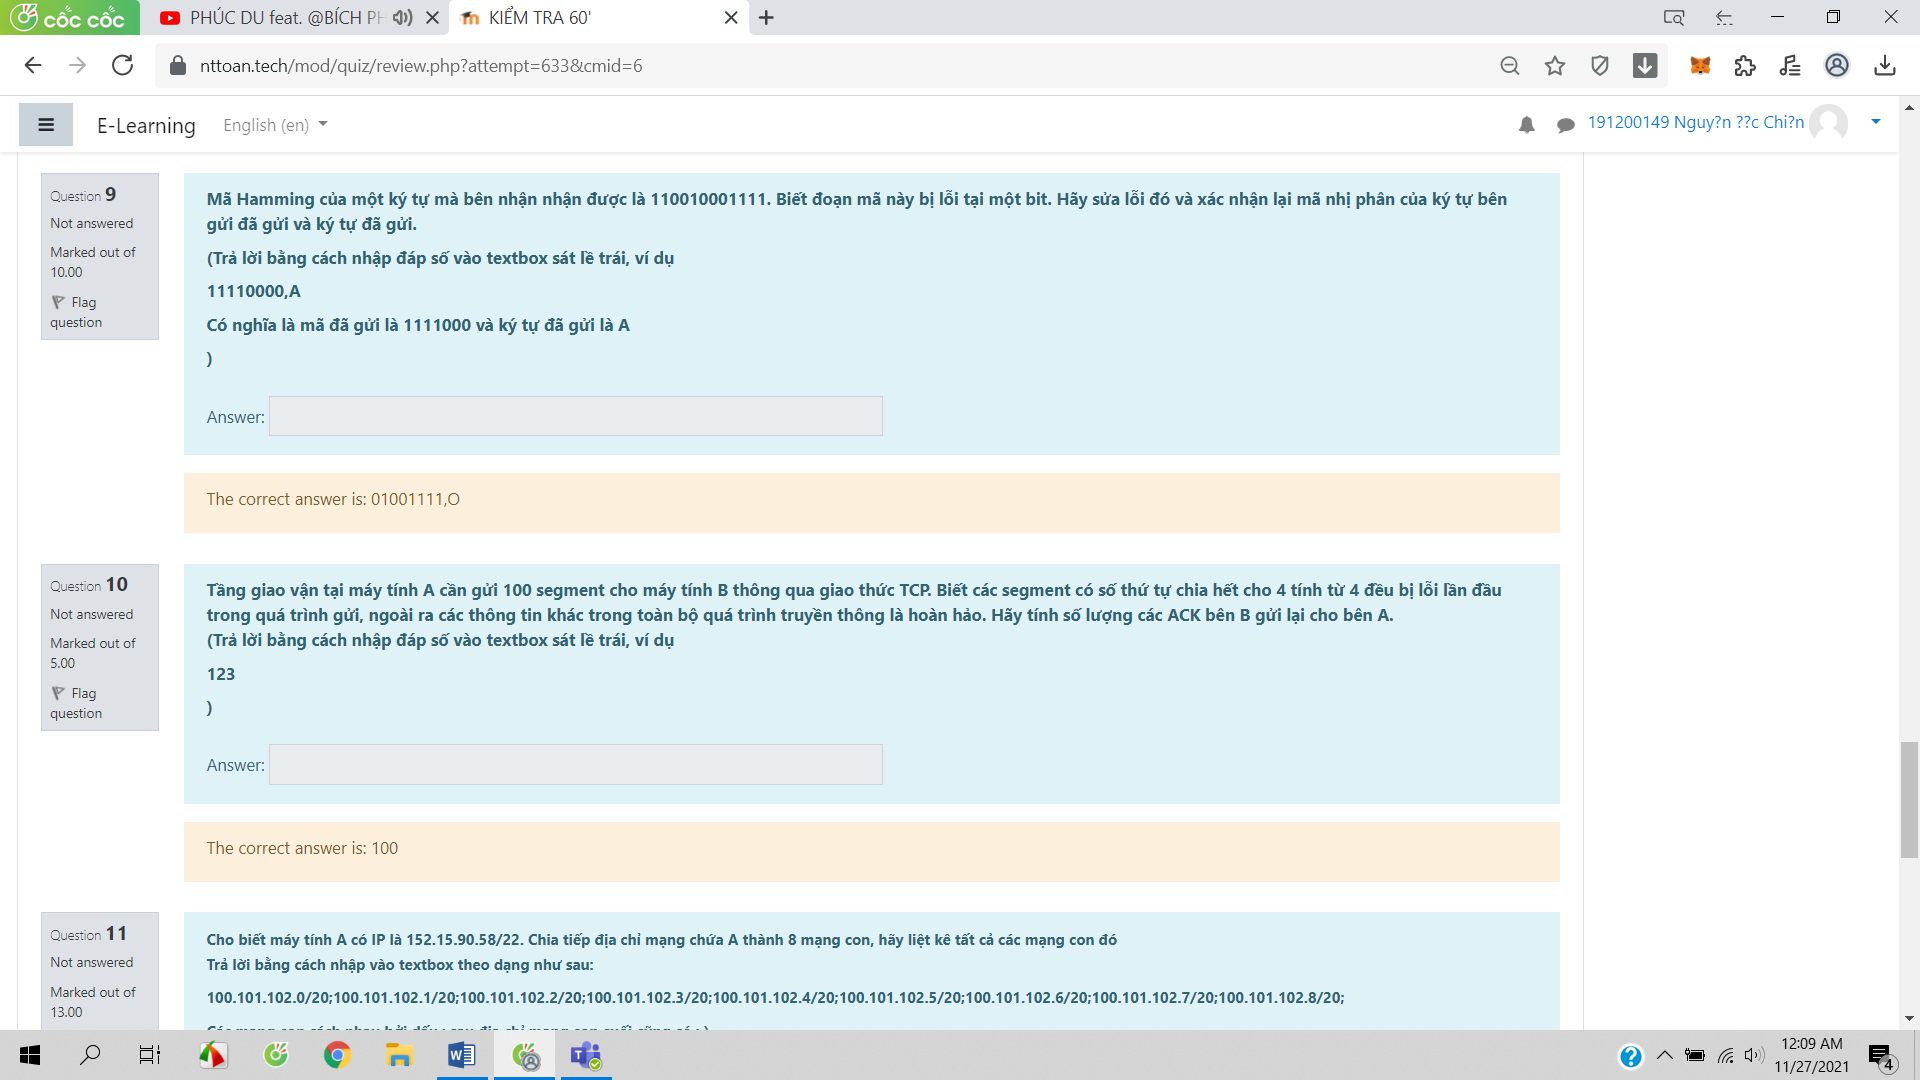 cốc cốc
PHÚC DU feat. @BÍCH PH
KIỂM TRA 60'
nttoan.tech/mod/quiz/review.php?attempt=633&cmid=6
E-Learning
English (en)
191200149 Nguy?n ??c Chi?n
Question 9
Not answered
Marked out of
10.00
Flag
question
Mã Hamming của một ký tự mà bên nhận nhận được là 110010001111. Biết đoạn mã này bị lỗi tại một bit. Hãy sửa lỗi đó và xác nhận lại mã nhị phân của ký tự bên
gửi đã gửi và ký tự đã gửi.
(Trả lời bằng cách nhập đáp số vào textbox sát lề trái, ví dụ
11110000,A
Có nghĩa là mã đã gửi là 1111000 và ký tự đã gửi là A
)
Answer:
The correct answer is: 01001111,O
Question 10
Not answered
Marked out of
5.00
Flag
question
Tầng giao vận tại máy tính A cần gửi 100 segment cho máy tính B thông qua giao thức TCP. Biết các segment có số thứ tự chia hết cho 4 tính từ 4 đều bị lỗi lần đầu
trong quá trình gửi, ngoài ra các thông tin khác trong toàn bộ quá trình truyền thông là hoàn hảo. Hãy tính số lượng các ACK bên B gửi lại cho bên A.
(Trả lời bằng cách nhập đáp số vào textbox sát lề trái, ví dụ
123
)
Answer:
The correct answer is: 100
Question 11
Not answered
Marked out of
13.00
Cho biết máy tính A có IP là 152.15.90.58/22. Chia tiếp địa chỉ mạng chứa A thành 8 mạng con, hãy liệt kê tất cả các mạng con đó
Trả lời bằng cách nhập vào textbox theo dạng như sau:
100.101.102.0/20;100.101.102.1/20;100.101.102.2/20;100.101.102.3/20;100.101.102.4/20;100.101.102.5/20;100.101.102.6/20;100.101.102.7/20;100.101.102.8/20;
12:09 AM
11/27/2021
4